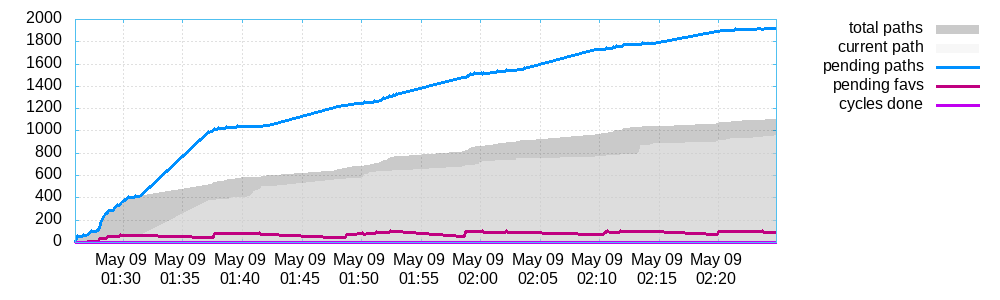 2000
1800
1600
1400
1200
1000
800
600
400
200
0
May 09 May 09 May 09 May 09 May 09 May 09 May 09 May 09 May 09 May 09 May 09
01:30 01:35 01:40 01:45 01:50 01:55 02:00 02:05 02:10 02:15 02:20
total paths
current path
pending paths
pending favs
cycles done